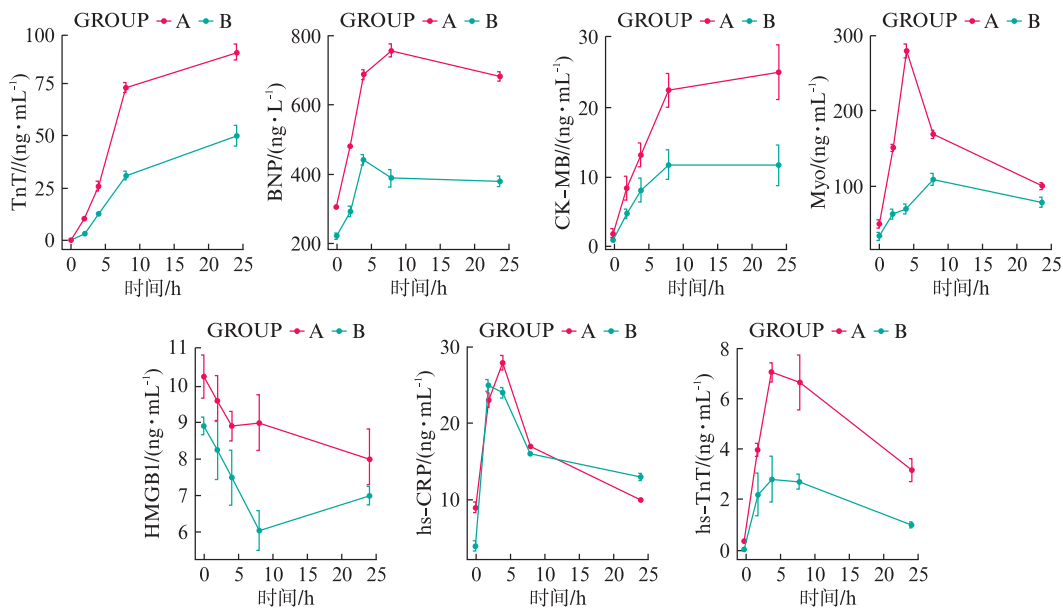 GROUP A B
TnT/(ng·mL⁻¹)
100
75
50
25
0
0 5 10 15 20 25
时间/h
GROUP A B
BNP/(ng·L⁻¹)
800
600
400
200
0 5 10 15 20 25
时间/h
GROUP A B
CK-MB//(ng·mL⁻¹)
30
20
10
0
0 5 10 15 20 25
时间/h
GROUP A B
Myo/(ng·mL⁻¹)
300
200
100
0 5 10 15 20 25
时间/h
GROUP A B
HMGB1/(ng·mL⁻¹)
11
10
9
8
7
6
0 5 10 15 20 25
时间/h
GROUP A B
hs-CRP/(ng·mL⁻¹)
30
20
10
0 5 10 15 20 25
时间/h
GROUP A B
hs-TnT/(ng·mL⁻¹)
8
6
4
2
0
0 5 10 15 20 25
时间/h